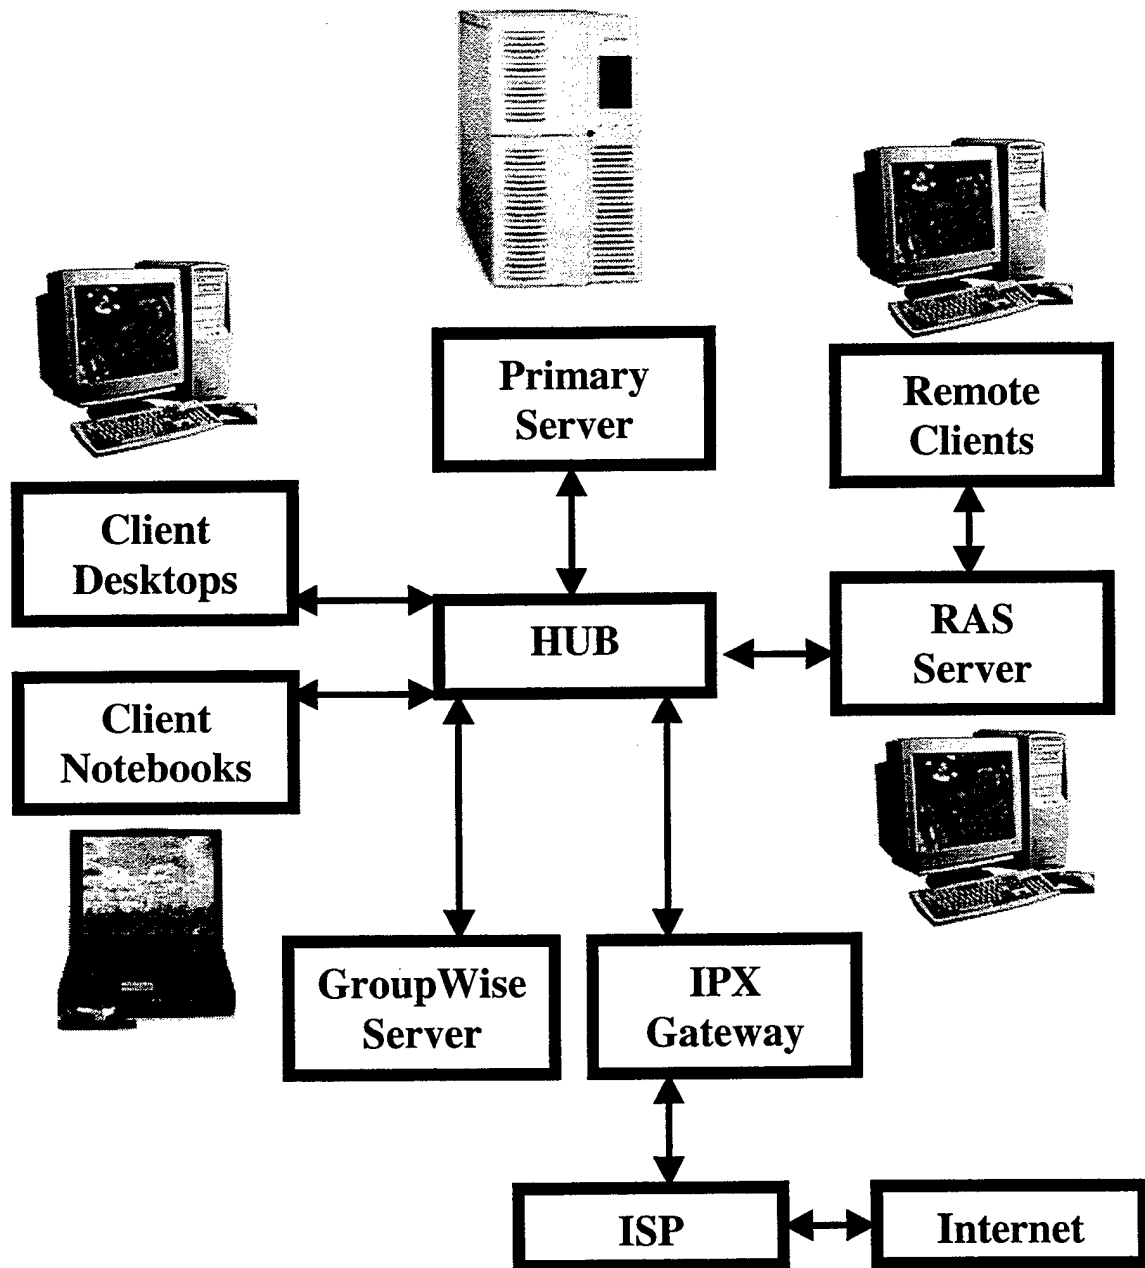 Primary
Server
Remote
Clients
Client
Desktops
HUB
RAS
Server
Client
Notebooks
GroupWise
Server
IPX
Gateway
ISP
Internet